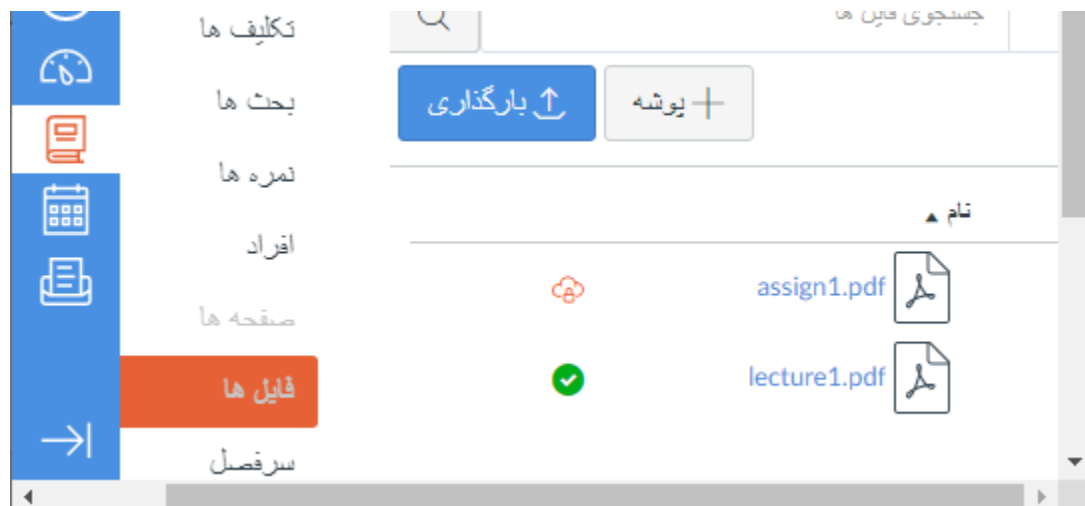 تکلیف ها
بحث ها
نمره ها
افراد
صفحه ها
فایل ها
سرفصل
جستجوی فایل ها
پوشه
بارگذاری
نام
assign1.pdf
lecture1.pdf